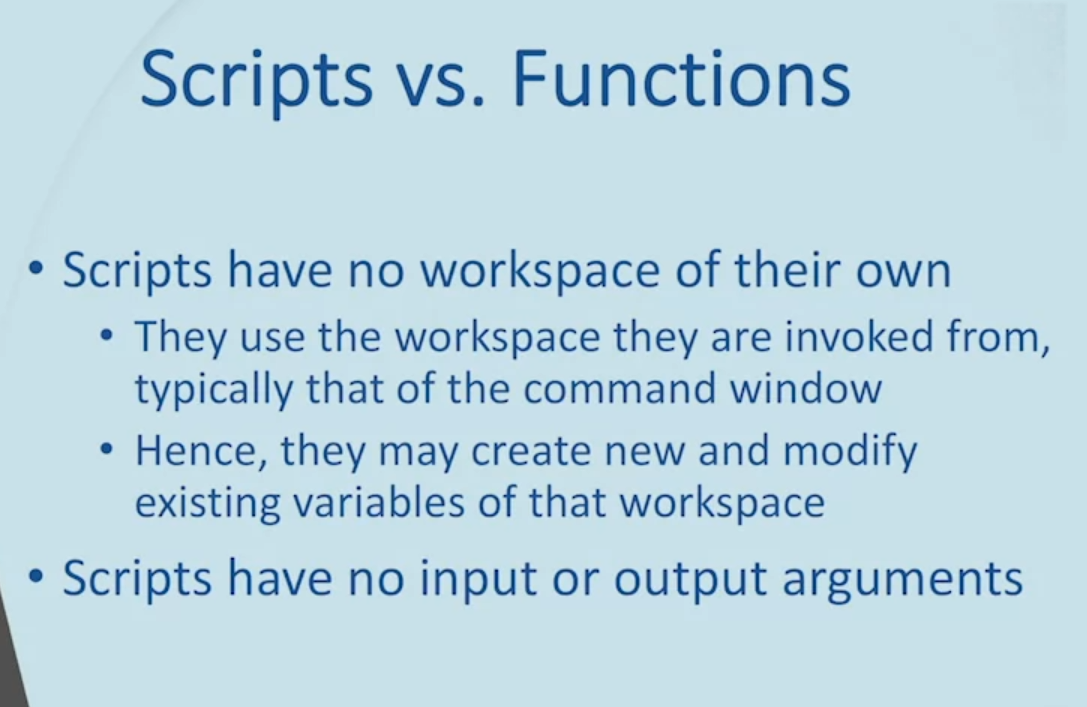 Scripts vs. Functions
• Scripts have no workspace of their own
• They use the workspace they are invoked from,
typically that of the command window
• Hence, they may create new and modify
existing variables of that workspace
• Scripts have no input or output arguments